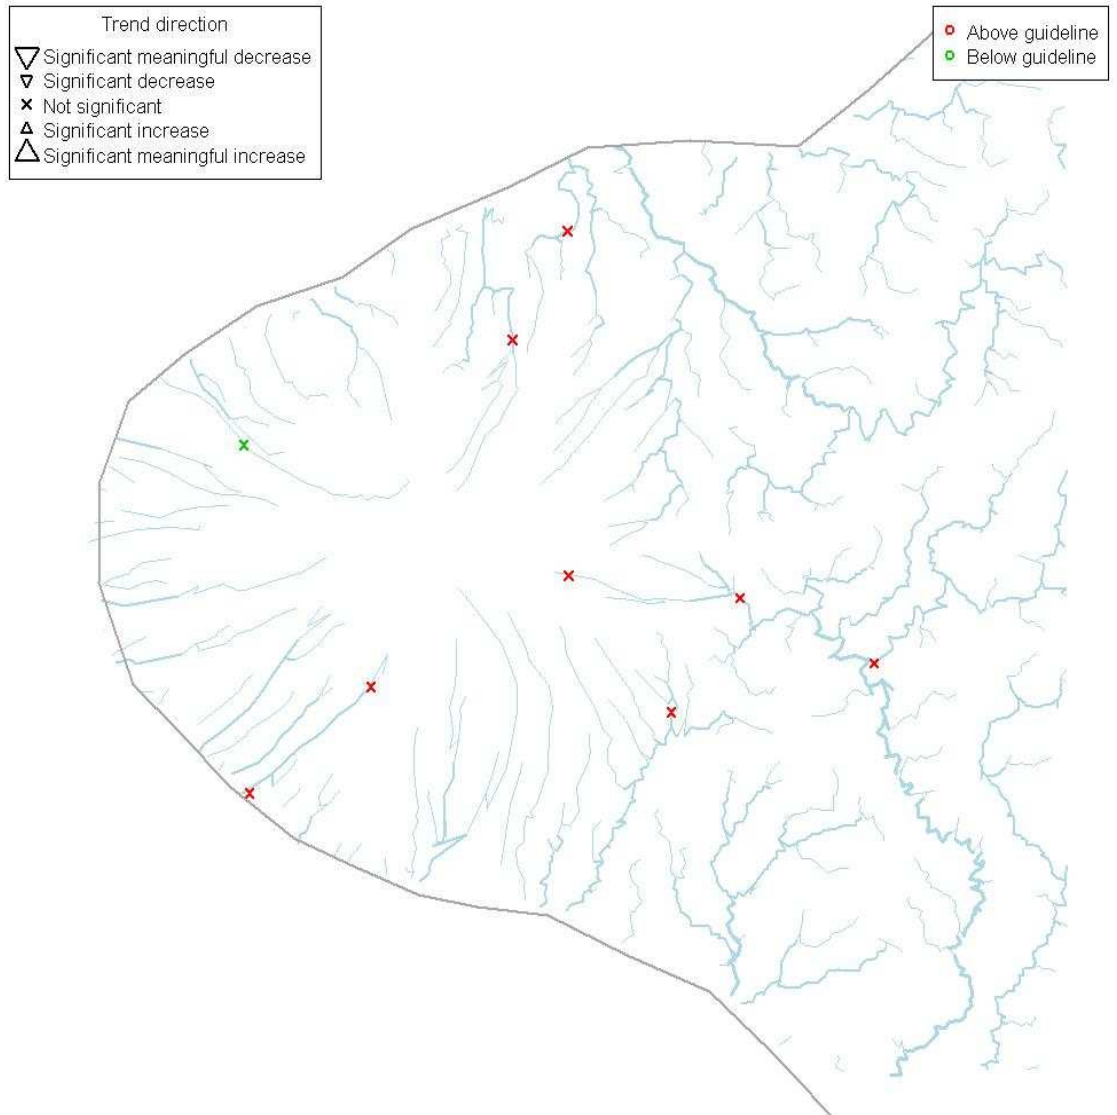 Trend direction
Significant meaningful decrease
Significant decrease
Not significant
Significant increase
Significant meaningful increase
Above guideline
Below guideline